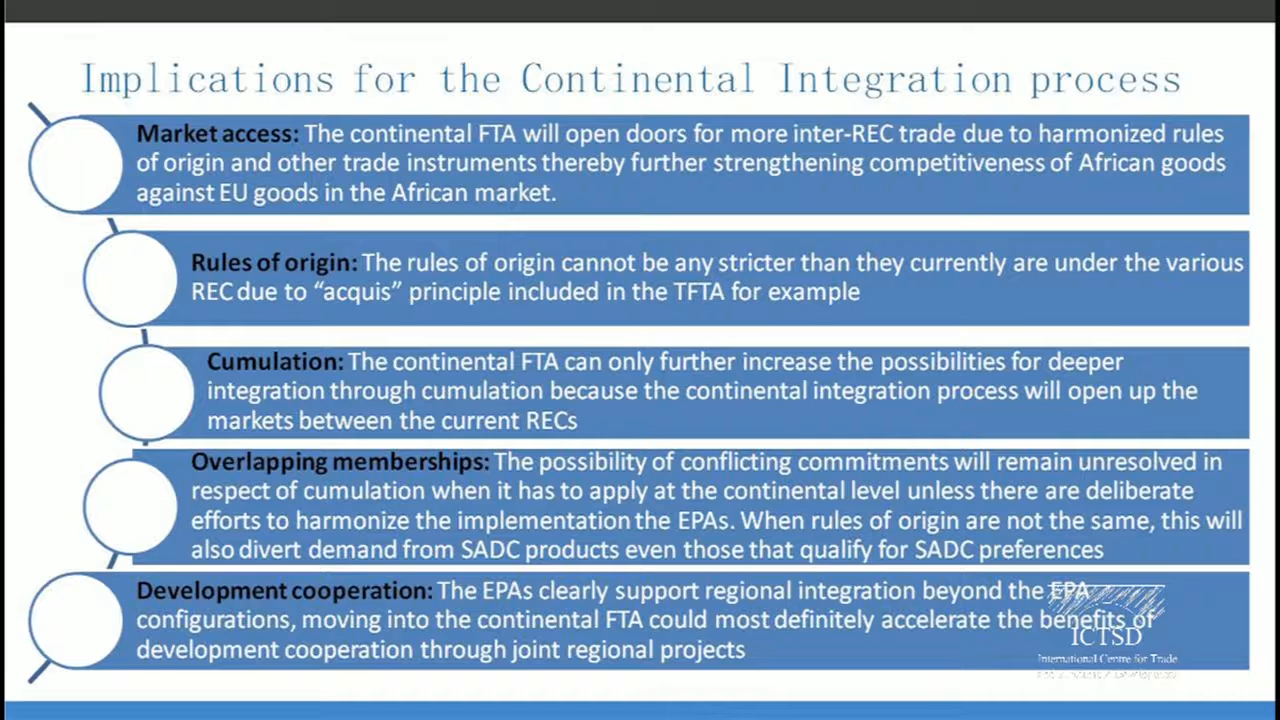 Implications for the Continental Integration process
Market access: The continental FTA will open doors for more inter-REC trade due to harmonized rules
of origin and other trade instruments thereby further strengthening competitiveness of African goods
against EU goods in the African market.
Rules of origin: The rules of origin cannot be any stricter than they currently are under the various
REC due to “acquis” principle included in the TFTA for example
Cumulation: The continental FTA can only further increase the possibilities for deeper
integration through cumulation because the continental integration process will open up the
markets between the current RECs
Overlapping memberships: The possibility of conflicting commitments will remain unresolved in
respect of cumulation when it has to apply at the continental level unless there are deliberate
efforts to harmonize the implementation the EPAs. When rules of origin are not the same, this will
also divert demand from SADC products even those that qualify for SADC preferences
Development cooperation: The EPAs clearly support regional integration beyond the EPA
configurations, moving into the continental FTA could most definitely accelerate the benefits of
development cooperation through joint regional projects
ICTSD
International Centre for Trade